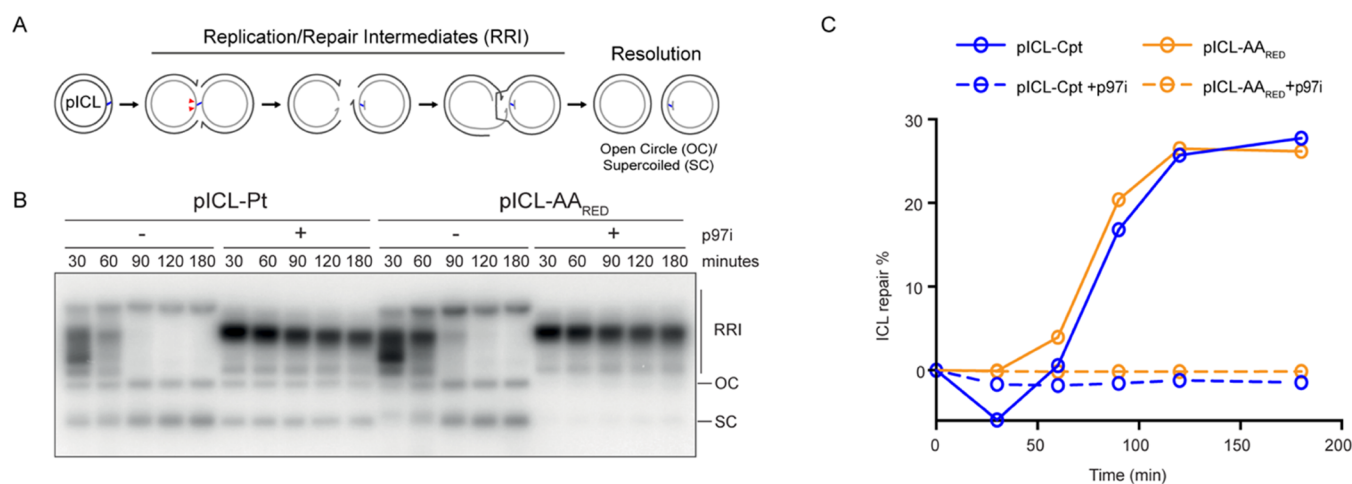 A
Replication/Repair Intermediates (RRI)
Resolution
pICL
Open Circle (OC)/
Supercoiled (SC)
B
pICL-Pt
pICL-AARED
- + - + p97i
30 60 90 120 180 30 60 90 120 180 30 60 90 120 180 30 60 90 120 180 minutes
RRI
OC
SC
C
pICL-Cpt
pICL-AARED
pICL-Cpt +p97i
pICL-AARED+p97i
30
20
10
0
ICL repair %
0 50 100 150 200
Time (min)